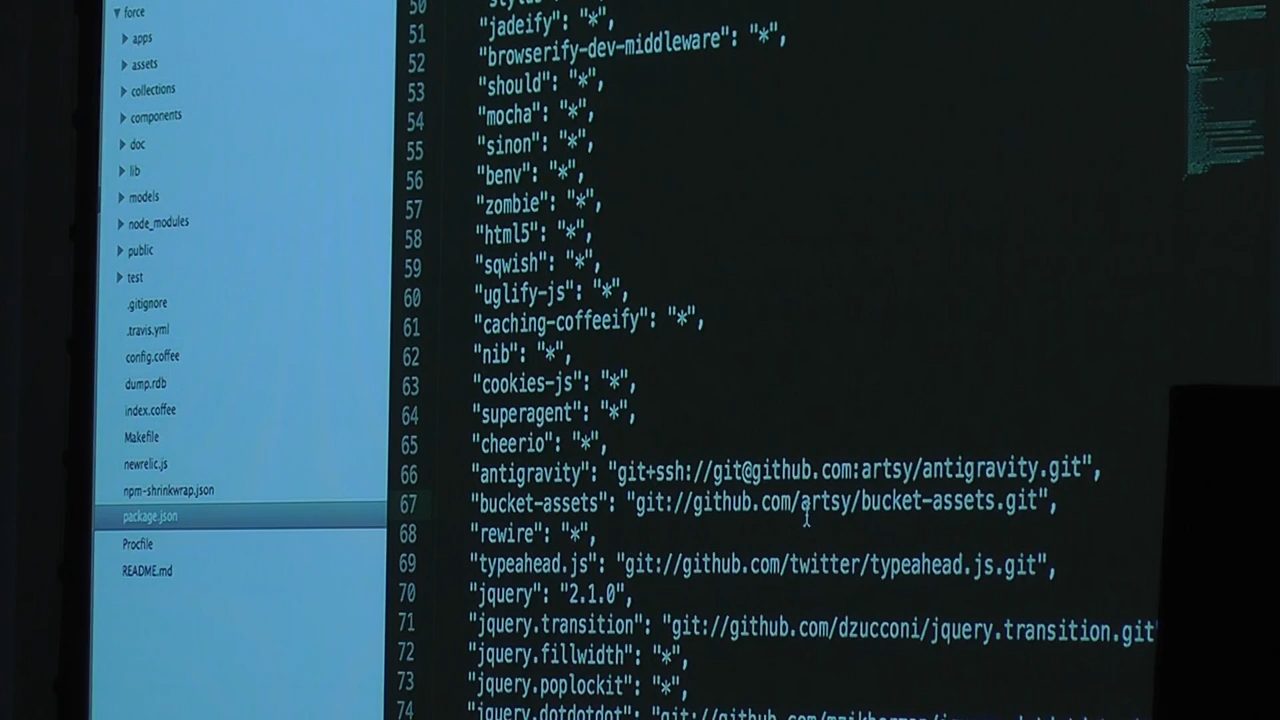 force
apps
assets
collections
components
doc
lib
models
node_modules
public
test
.gitignore
.travis.yml
config.coffee
dump.rdb
index.coffee
Makefile
newrelic.js
npm-shrinkwrap.json
package.json
Procfile
README.md
50
51 "jadeify": "*",
52 "browserify-dev-middleware": "*",
53 "should": "*",
54 "mocha": "*",
55 "sinon": "*",
56 "benv": "*",
57 "zombie": "*",
58 "html5": "*",
59 "sqwish": "*",
60 "uglify-js": "*",
61 "caching-coffeeify": "*",
62 "nib": "*",
63 "cookies-js": "*",
64 "superagent": "*",
65 "cheerio": "*",
66 "antigravity": "git+ssh://git@github.com:artsy/antigravity.git",
67 "bucket-assets": "git://github.com/artsy/bucket-assets.git",
68 "rewire": "*",
69 "typeahead.js": "git://github.com/twitter/typeahead.js.git",
70 "jquery": "2.1.0",
71 "jquery.transition": "git://github.com/dzucconi/jquery.transition.git"
72 "jquery.fillwidth": "*",
73 "jquery.poplockit": "*",
74 "jquery.dotdotdot":